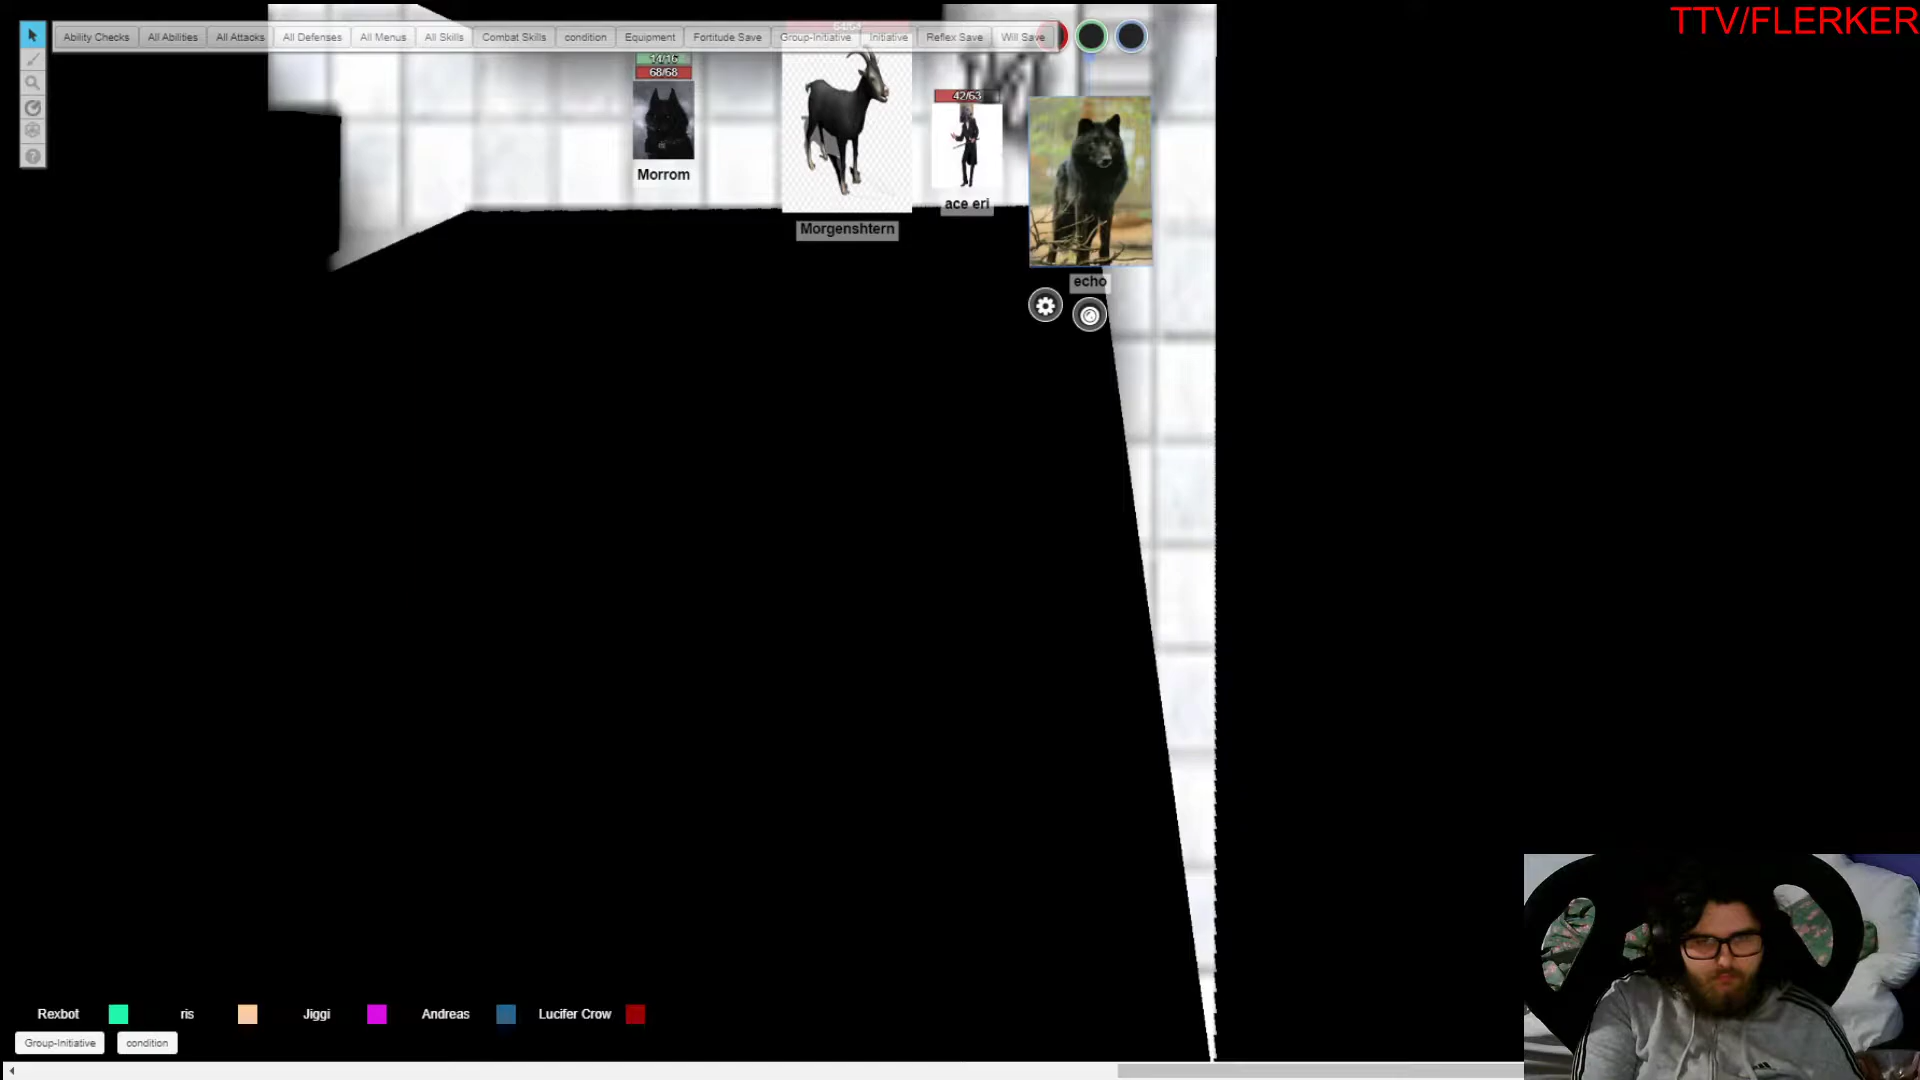 TTV/FLERKER
Ability Checks All Abilities All Attacks All Defenses All Menus All Skills Combat Skills condition Equipment Fortitude Save Group-Initiative Initiative Reflex Save Will Save
14/16
68/68
42/63
Morrom
ace eri
Morgenshtern
echo
Rexbot ris Jiggi Andreas Lucifer Crow
Group-Initiative condition